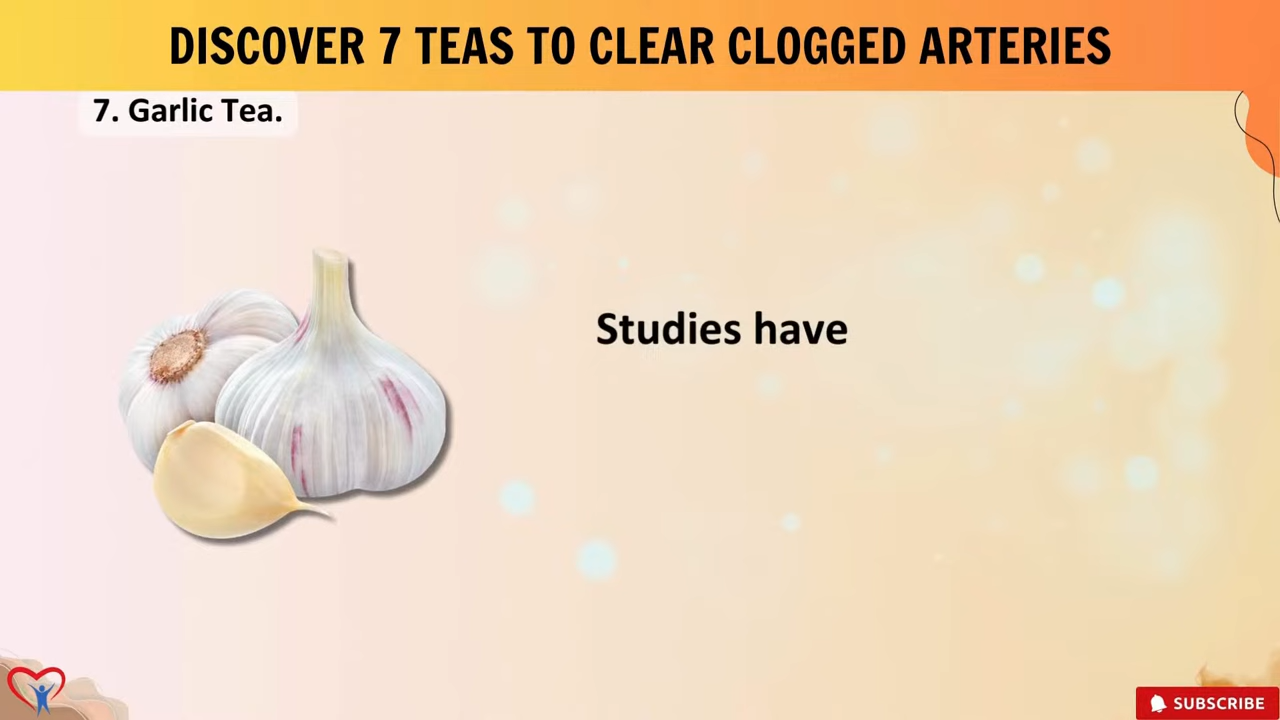 DISCOVER 7 TEAS TO CLEAR CLOGGED ARTERIES
7. Garlic Tea.
Studies have
SUBSCRIBE